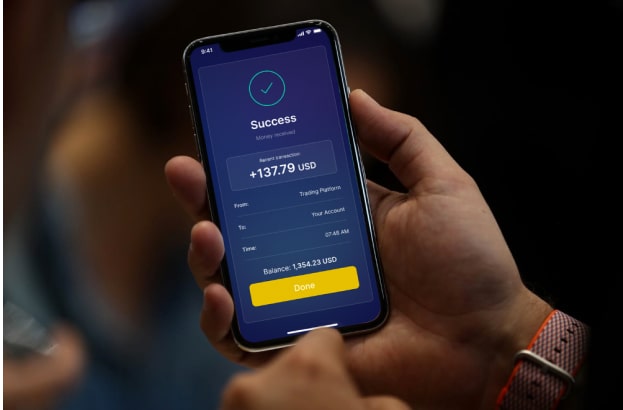 9:41
Success
Money received
Recent transaction
+137.79 USD
From: Trading Platform
To: Your Account
Time: 07:48 AM
Balance: 1,354.23 USD
Done